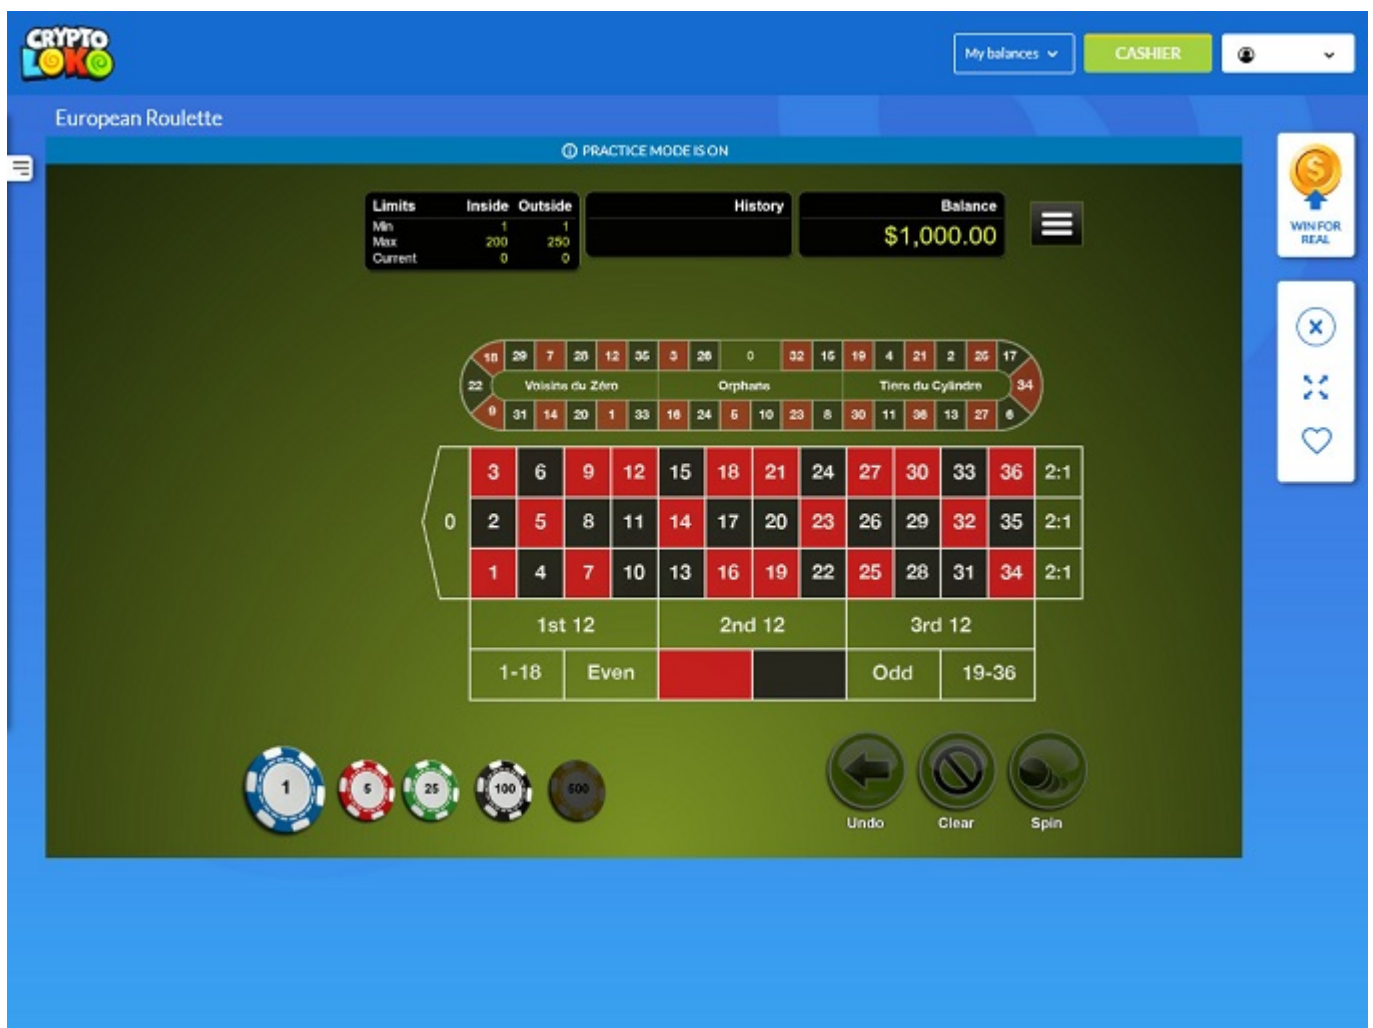 CRYPTO
LOKO
My balances
CASHIER
European Roulette
PRACTICE MODE IS ON
WIN FOR
REAL
Limits Inside Outside
Min 1 1
Max 200 250
Current 0 0
History
Balance
$1,000.00
18 29 7 28 12 35 3 26 0 32 15 19 4 21 2 25 17
22 Voisins du Zéro Orphans Tiers du Cylindre 34
9 31 14 20 1 33 16 24 5 10 23 8 30 11 36 13 27 6
3 6 9 12 15 18 21 24 27 30 33 36 2:1
0 2 5 8 11 14 17 20 23 26 29 32 35 2:1
1 4 7 10 13 16 19 22 25 28 31 34 2:1
1st 12 2nd 12 3rd 12
1-18 Even Odd 19-36
1 5 25 100 500
Undo Clear Spin